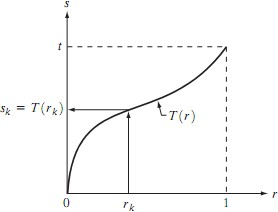 s
t
s_k = T(r_k)
T(r)
0
r_k
1
r